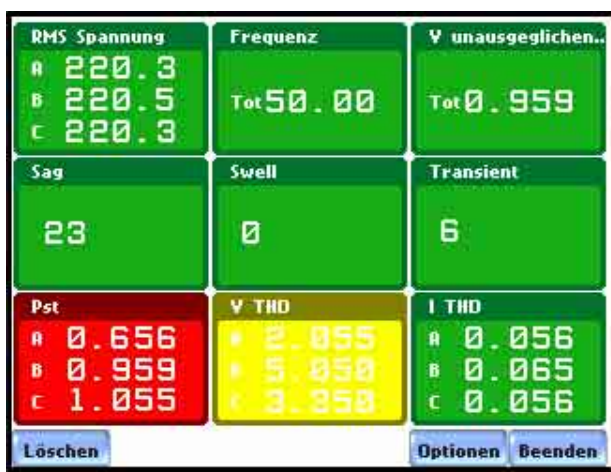 RMS Spannung
A 220.3
B 220.5
C 220.3
Frequenz
Tot 50.00
V unausgeglichen..
Tot 0.959
Sag
23
Swell
0
Transient
6
Pst
A 0.656
B 0.959
C 1.055
V THD
A 2.055
B 5.050
C 3.350
I THD
A 0.056
B 0.065
C 0.056
Löschen
Optionen
Beenden